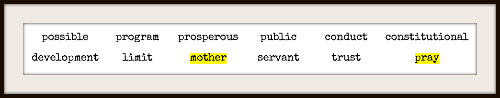 possible program prosperous public conduct constitutional
development limit mother servant trust pray